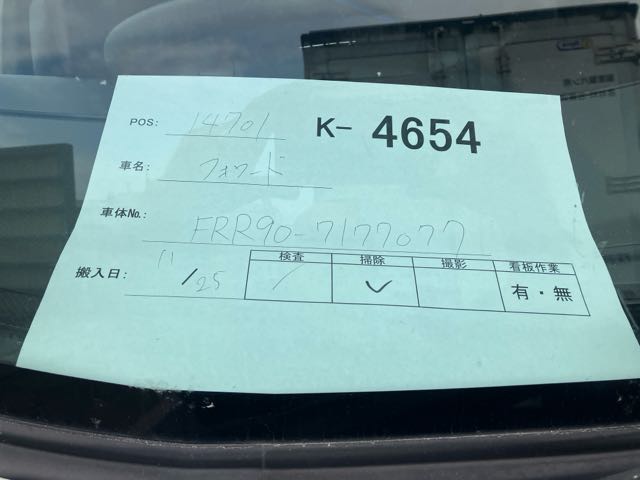 POS: 14701 K- 4654
車名: フォワード
車体No.: FRR90-7177077
検査 掃除 撮影 看板作業
搬入日: 11/25 ✓ 有・無